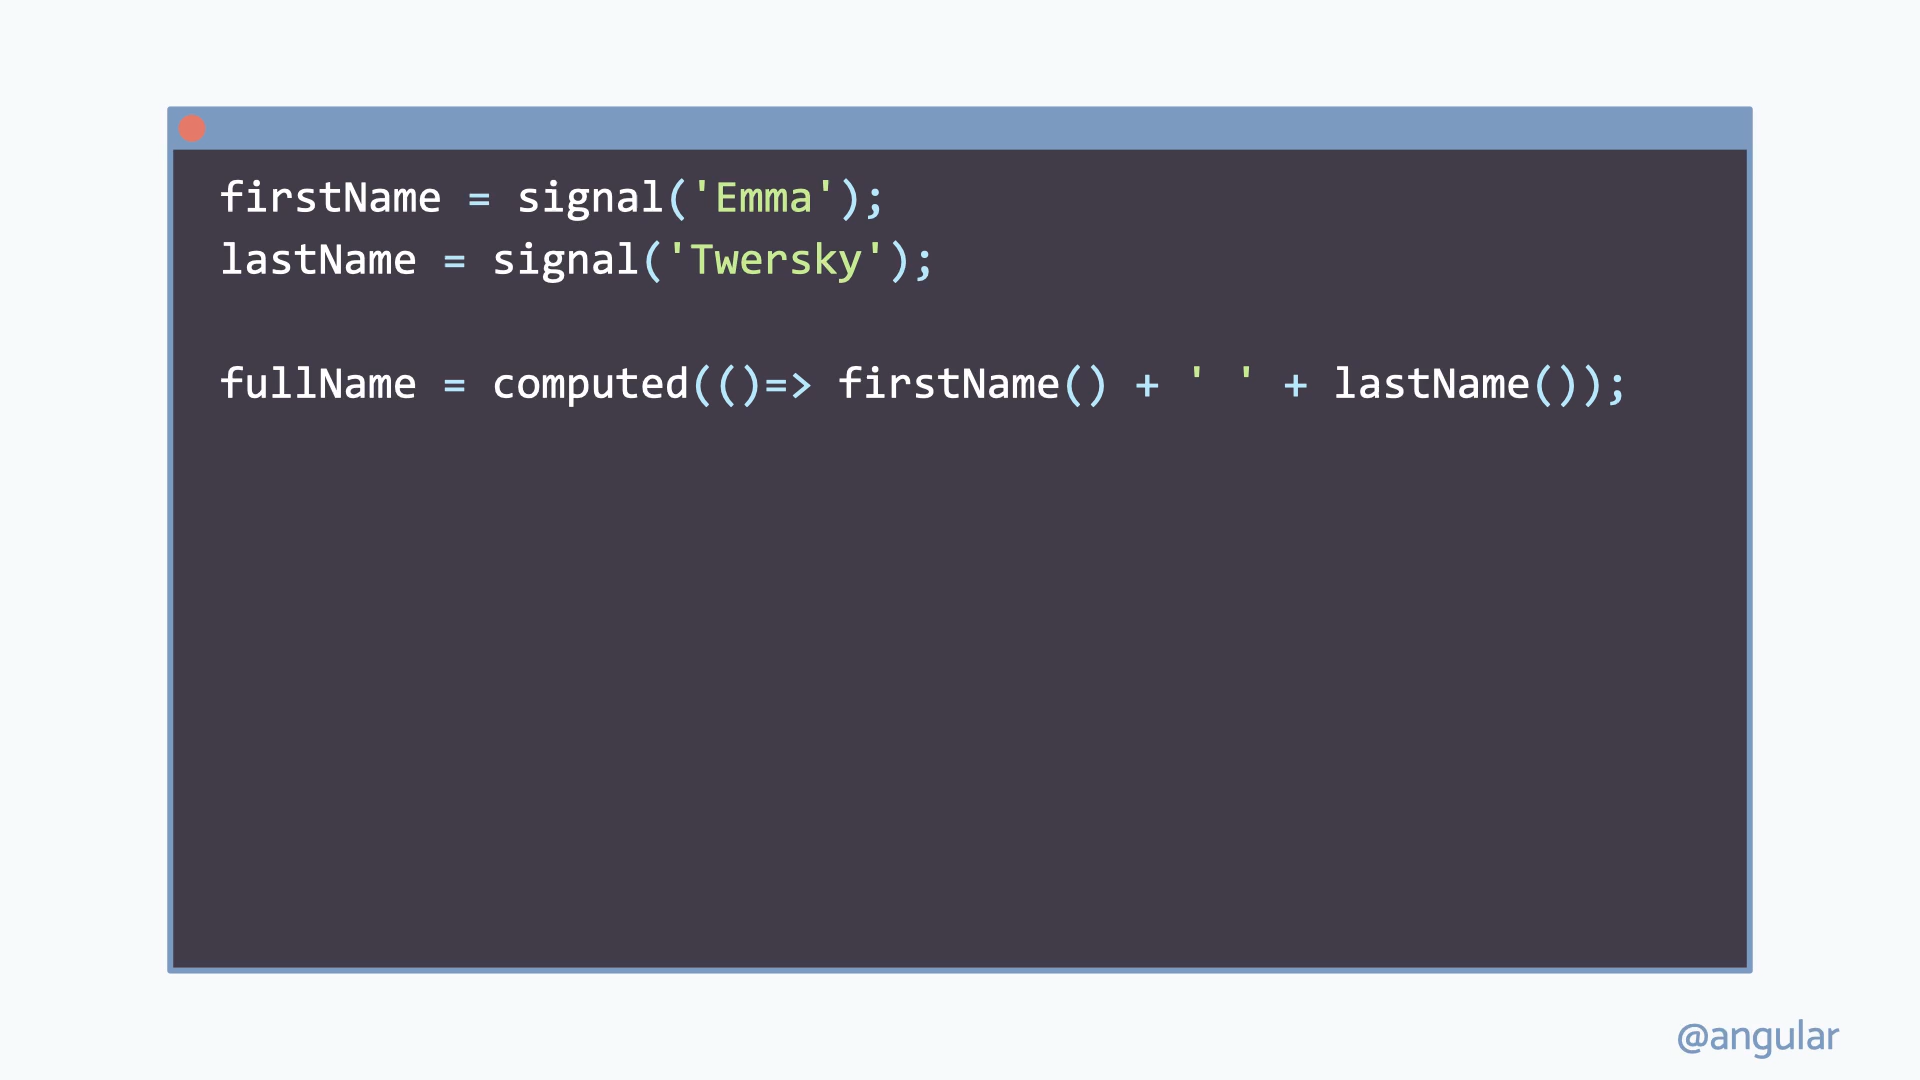 firstName = signal('Emma');
lastName = signal('Twersky');
fullName = computed(()=> firstName() + ' ' + lastName());
@angular